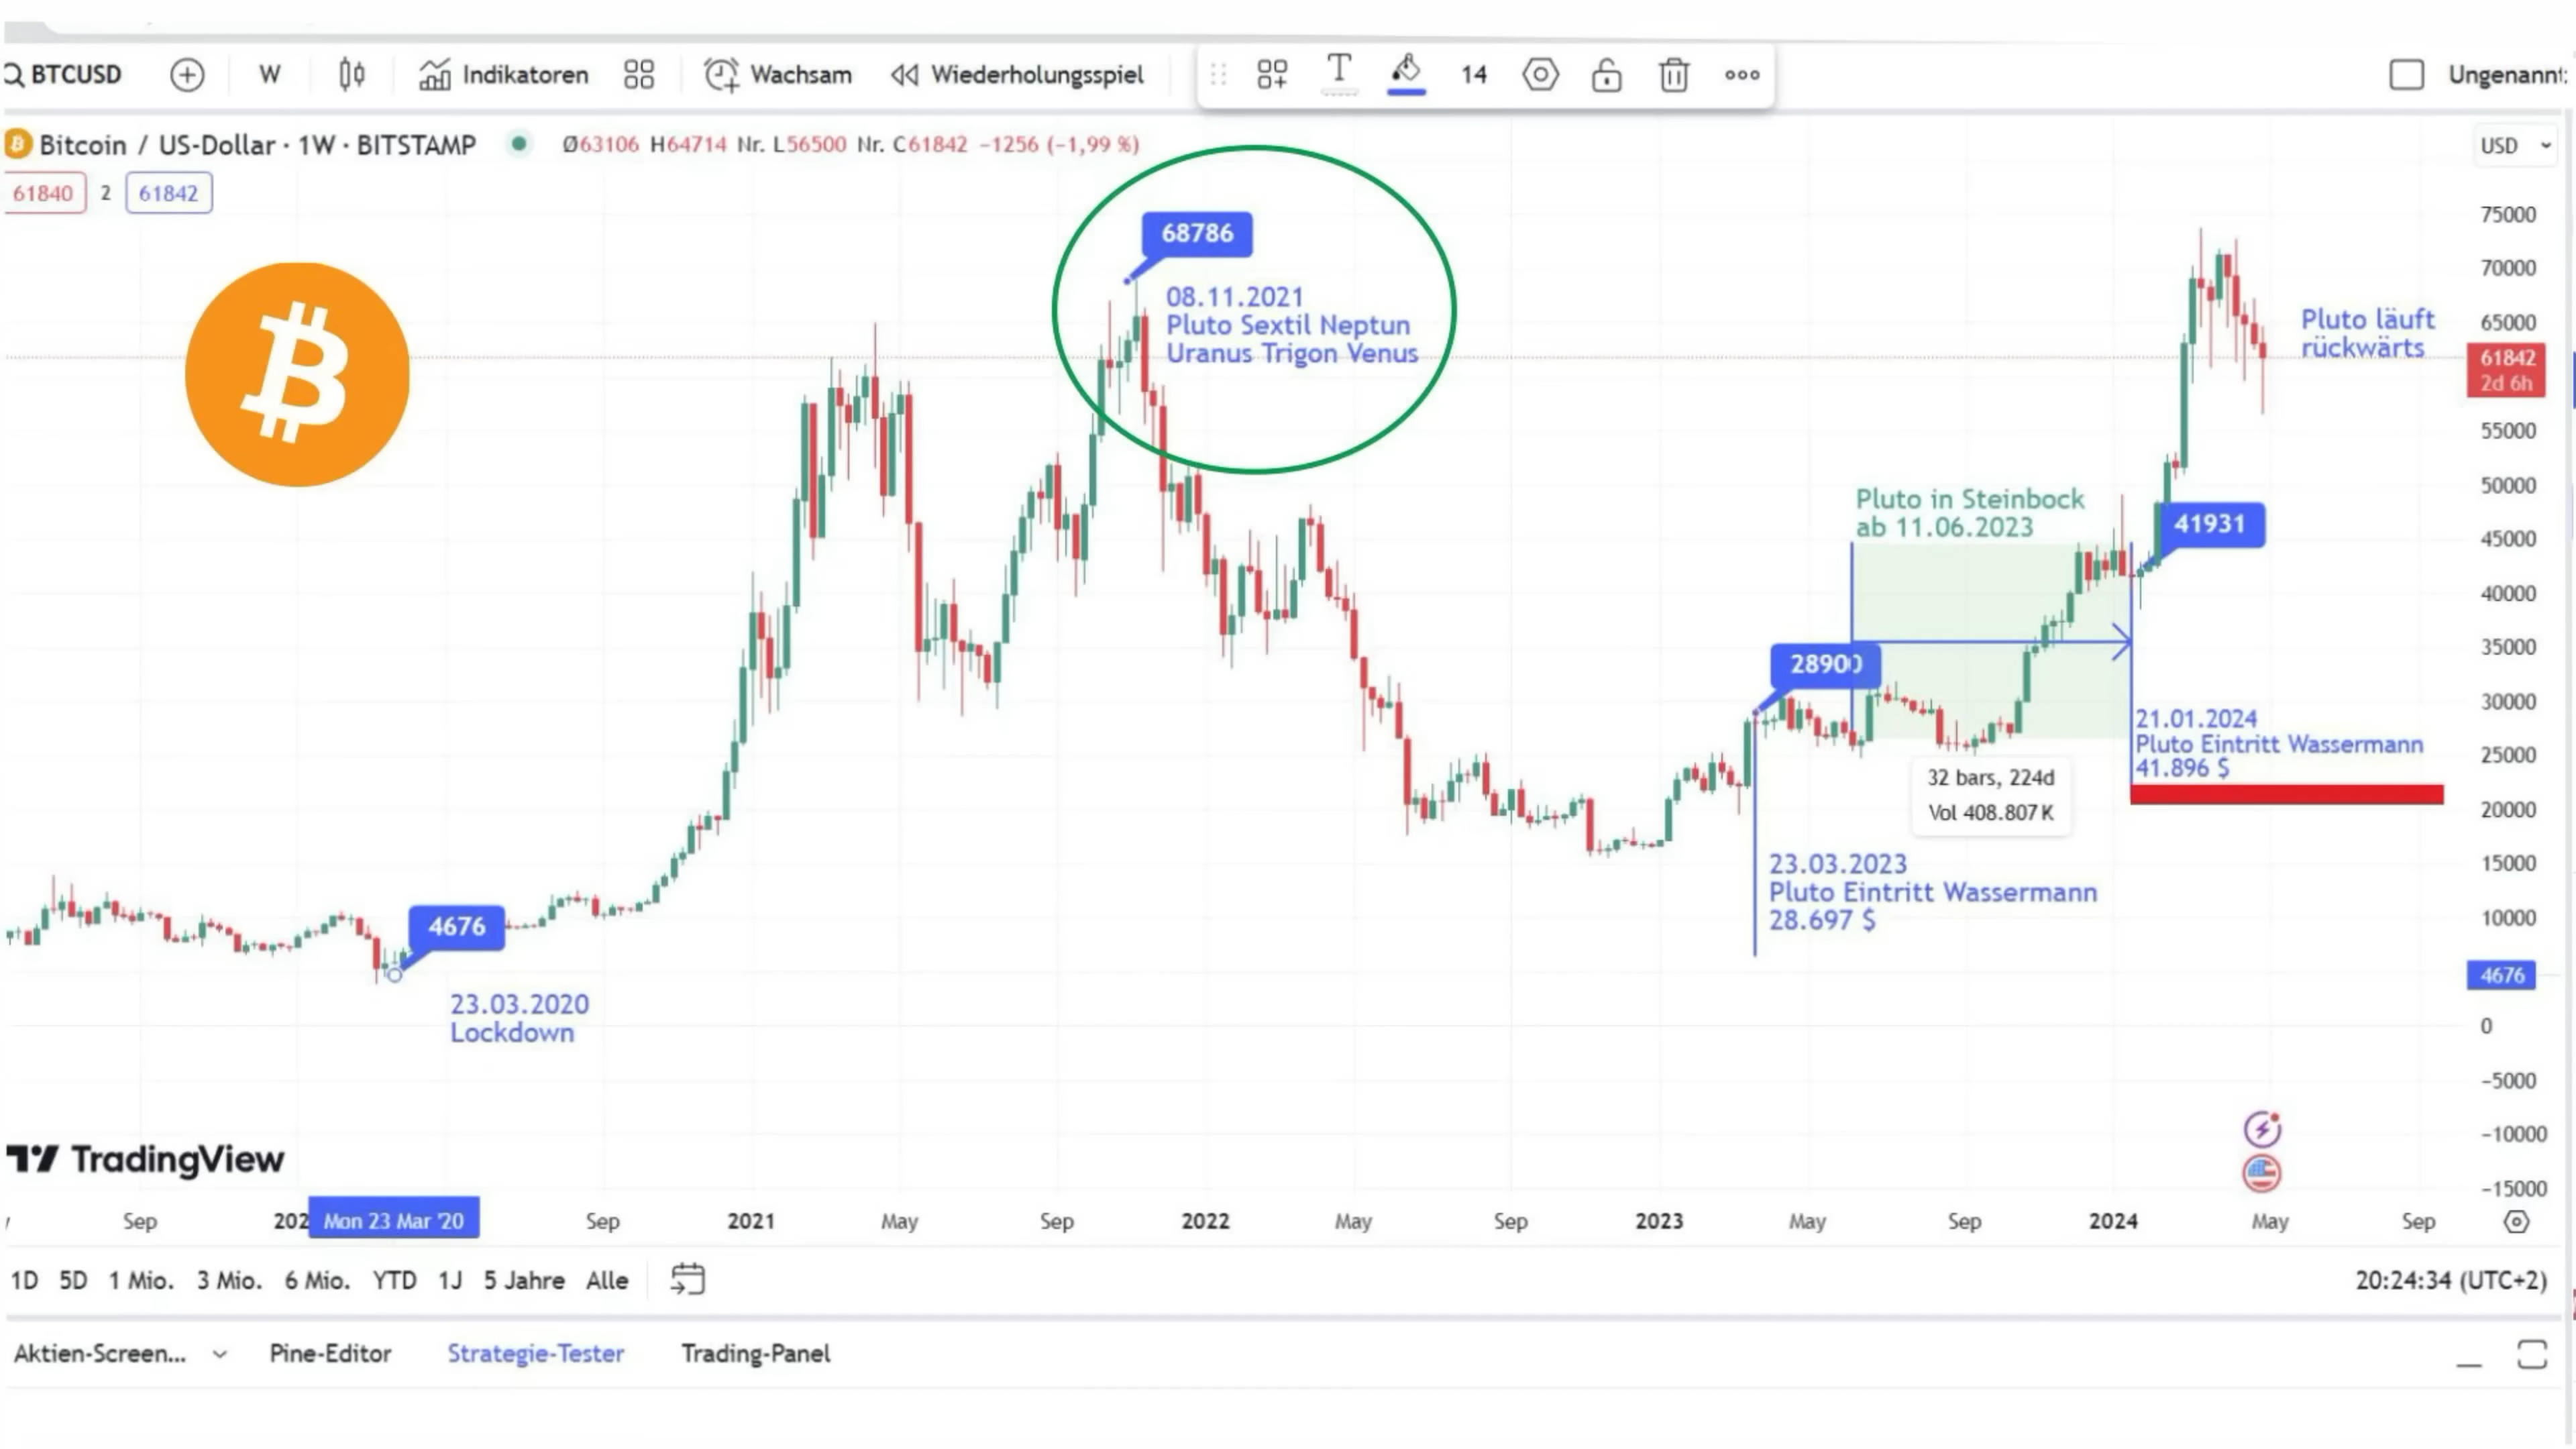 BTCUSD W Indikatoren Wachsam Wiederholungsspiel T 14 Ungenannt:
Bitcoin / US-Dollar · 1W · BITSTAMP Ø63106 H64714 Nr. L56500 Nr. C61842 −1256 (−1,99 %) USD
61840 2 61842
75000
68786
70000
08.11.2021
Pluto Sextil Neptun
Uranus Trigon Venus
Pluto läuft
rückwärts
65000
61842
2d 6h
55000
50000
Pluto in Steinbock
ab 11.06.2023
41931
45000
40000
35000
28900
30000
21.01.2024
Pluto Eintritt Wassermann
41.896 $
25000
32 bars, 224d
Vol 408.807 K
20000
23.03.2023
Pluto Eintritt Wassermann
28.697 $
15000
10000
4676
4676
23.03.2020
Lockdown
0
−5000
−10000
TradingView
−15000
Sep 202 Mon 23 Mar '20 Sep 2021 May Sep 2022 May Sep 2023 May Sep 2024 May Sep
1D 5D 1 Mio. 3 Mio. 6 Mio. YTD 1J 5 Jahre Alle 20:24:34 (UTC+2)
Aktien-Screen... Pine-Editor Strategie-Tester Trading-Panel